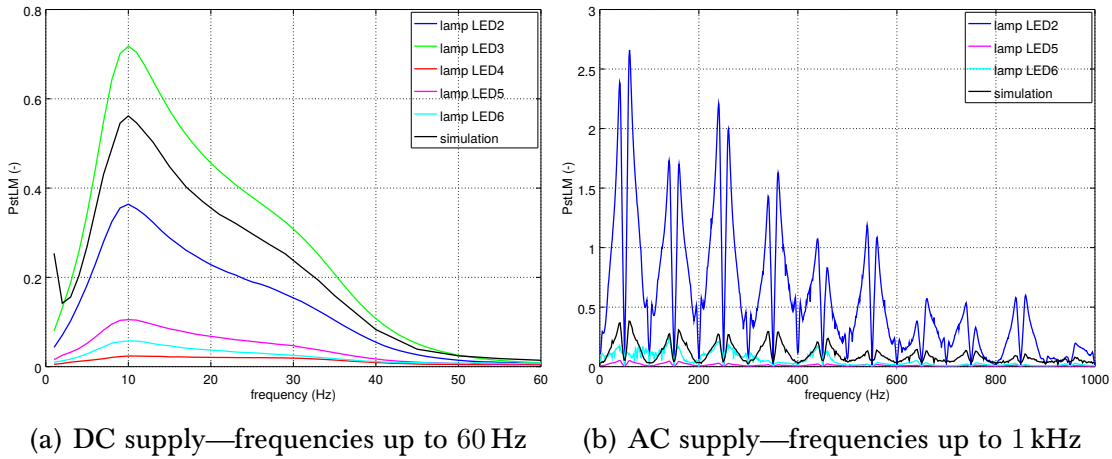 0.8
0.6
0.4
0.2
0
PstLM (-)
0 10 20 30 40 50 60
frequency (Hz)
lamp LED2
lamp LED3
lamp LED4
lamp LED5
lamp LED6
simulation
(a) DC supply—frequencies up to 60 Hz
3
2.5
2
1.5
1
0.5
0
PstLM (-)
0 200 400 600 800 1000
frequency (Hz)
lamp LED2
lamp LED5
lamp LED6
simulation
(b) AC supply—frequencies up to 1 kHz